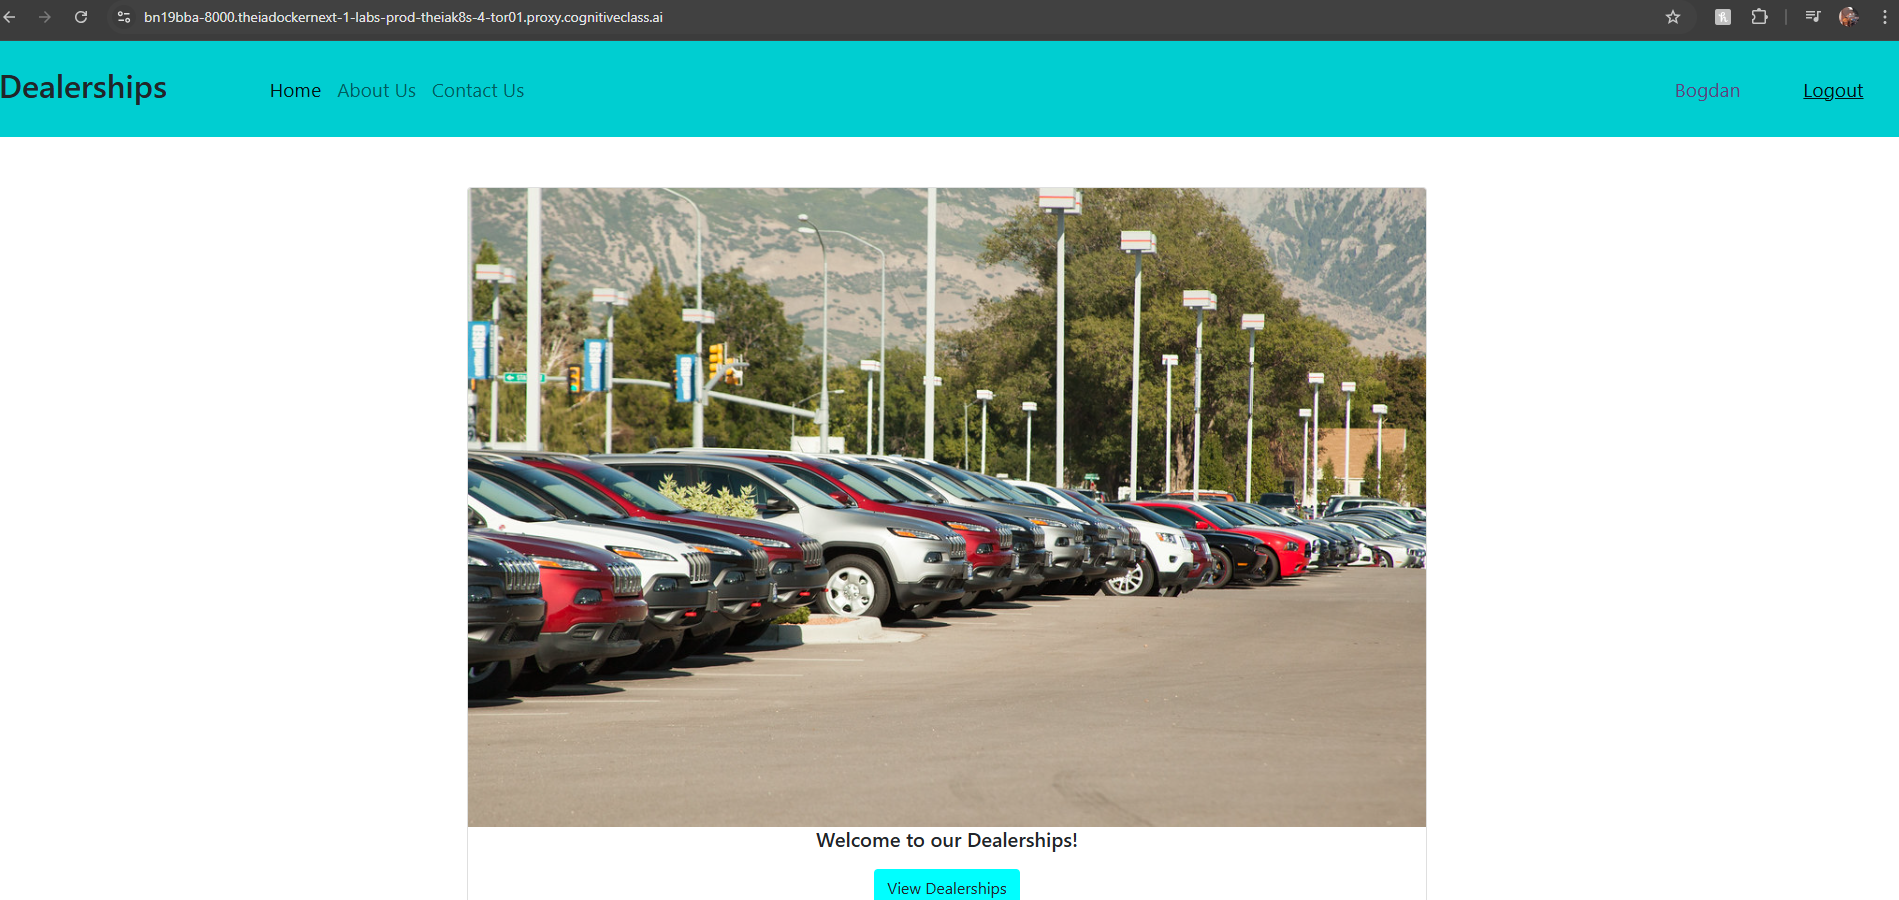 bn19bba-8000.theiadockernext-1-labs-prod-theiak8s-4-tor01.proxy.cognitiveclass.ai
Dealerships
Home About Us Contact Us Bogdan Logout
Welcome to our Dealerships!
View Dealerships